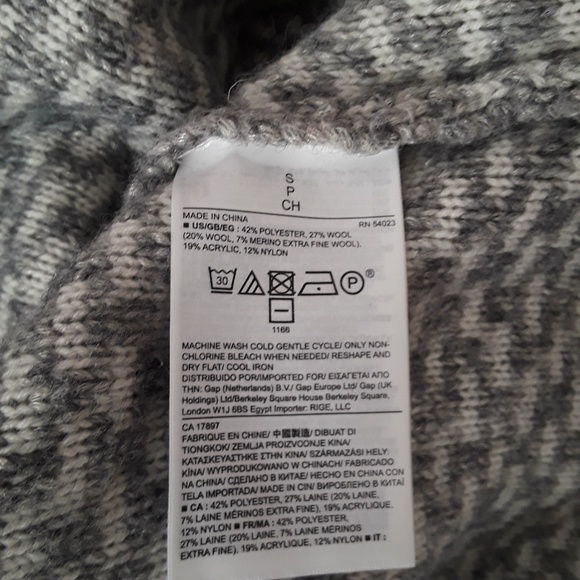 S
P
CH
MADE IN CHINA RN 54023
■ US/GB/EG : 42% POLYESTER, 27% WOOL
(20% WOOL, 7% MERINO EXTRA FINE WOOL),
19% ACRYLIC, 12% NYLON
30 P ®
1166
MACHINE WASH COLD GENTLE CYCLE/ ONLY NON-
CHLORINE BLEACH WHEN NEEDED/ RESHAPE AND
DRY FLAT/ COOL IRON
DISTRIBUIDO POR/IMPORTED FOR/ ΕΙΣΑΓΕΤΑΙ ΑΠΟ
ΤΗΝ: Gap (Netherlands) B.V./ Gap Europe Ltd/ Gap (UK
Holdings) Ltd/Berkeley Square House Berkeley Square,
London W1J 6BS Egypt Importer: RIGE, LLC
CA 17897
FABRIQUE EN CHINE/ 中國製造/ DIBUAT DI
TIONGKOK/ ZEMLJA PROIZVODNJE KINA/
ΚΑΤΑΣΚΕΥΑΣΤΗΚΕ ΣΤΗΝ ΚΙΝΑ/ SZÁRMAZÁSI HELY:
KÍNA/ WYPRODUKOWANO W CHINACH/ FABRICADO
NA CHINA/ СДЕЛАНО В КИТАЕ/ HECHO EN CHINA CON
TELA IMPORTADA/ MADE IN CIN/ ВИРОБЛЕНО В КИТАЇ
■ CA : 42% POLYESTER, 27% LAINE (20% LAINE,
7% LAINE MÉRINOS EXTRA FINE), 19% ACRYLIQUE,
12% NYLON ■ FR/MA : 42% POLYESTER,
27% LAINE (20% LAINE, 7% LAINE MÉRINOS
EXTRA FINE), 19% ACRYLIQUE, 12% NYLON ■ IT :